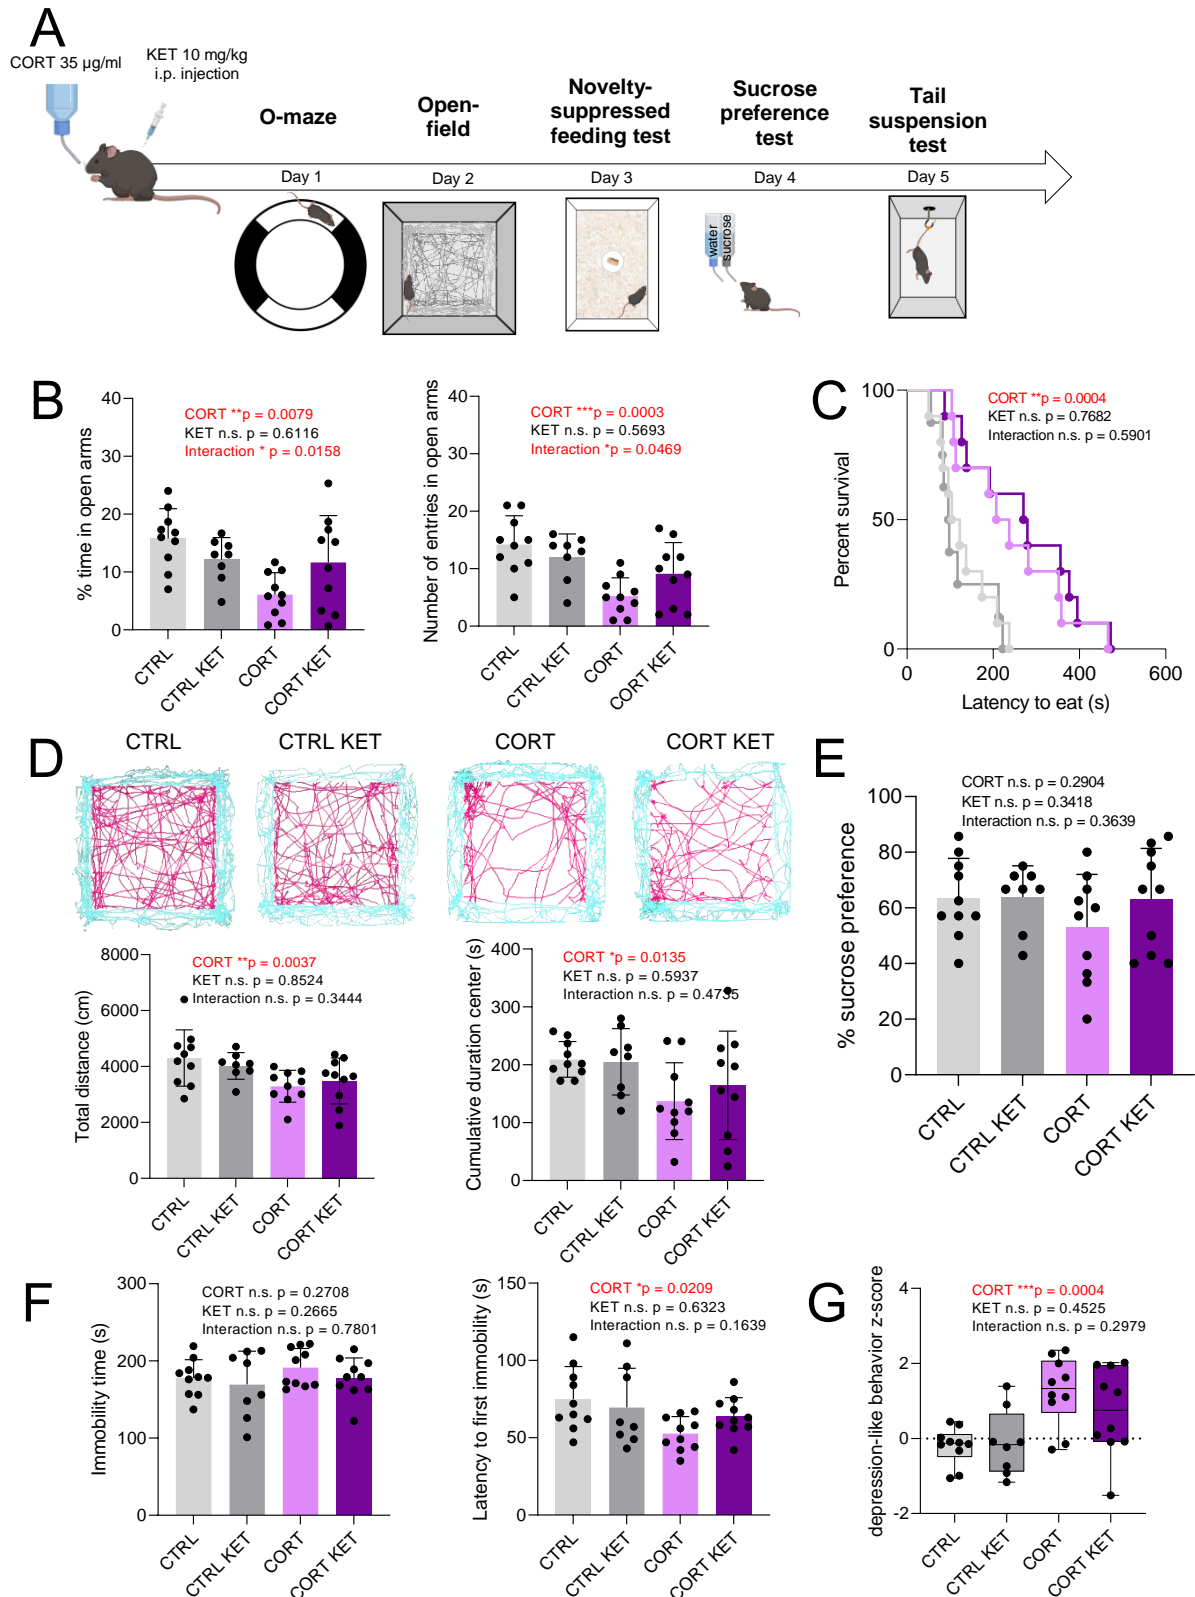 A
CORT 35 µg/ml
KET 10 mg/kg
i.p. injection
O-maze
Open-
field
Novelty-
suppressed
feeding test
Sucrose
preference
test
Tail
suspension
test
Day 1
Day 2
Day 3
Day 4
Day 5
water
sucrose
B
% time in open arms
40
30
20
10
0
CORT **p = 0.0079
KET n.s. p = 0.6116
Interaction * p = 0.0158
CTRL
CTRL KET
CORT
CORT KET
Number of entries in open arms
40
30
20
10
0
CORT ***p = 0.0003
KET n.s. p = 0.5693
Interaction *p = 0.0469
CTRL
CTRL KET
CORT
CORT KET
C
Percent survival
100
50
0
CORT **p = 0.0004
KET n.s. p = 0.7682
Interaction n.s. p = 0.5901
0
200
400
600
Latency to eat (s)
D
CTRL
CTRL KET
CORT
CORT KET
Total distance (cm)
8000
6000
4000
2000
0
CORT **p = 0.0037
KET n.s. p = 0.8524
Interaction n.s. p = 0.3444
CTRL
CTRL KET
CORT
CORT KET
Cumulative duration center (s)
400
300
200
100
0
CORT *p = 0.0135
KET n.s. p = 0.5937
Interaction n.s. p = 0.4735
CTRL
CTRL KET
CORT
CORT KET
E
% sucrose preference
100
80
60
40
20
0
CORT n.s. p = 0.2904
KET n.s. p = 0.3418
Interaction n.s. p = 0.3639
CTRL
CTRL KET
CORT
CORT KET
F
Immobility time (s)
300
200
100
0
CORT n.s. p = 0.2708
KET n.s. p = 0.2665
Interaction n.s. p = 0.7801
CTRL
CTRL KET
CORT
CORT KET
Latency to first immobility (s)
150
100
50
0
CORT *p = 0.0209
KET n.s. p = 0.6323
Interaction n.s. p = 0.1639
CTRL
CTRL KET
CORT
CORT KET
G
depression-like behavior z-score
4
2
0
-2
CORT ***p = 0.0004
KET n.s. p = 0.4525
Interaction n.s. p = 0.2979
CTRL
CTRL KET
CORT
CORT KET